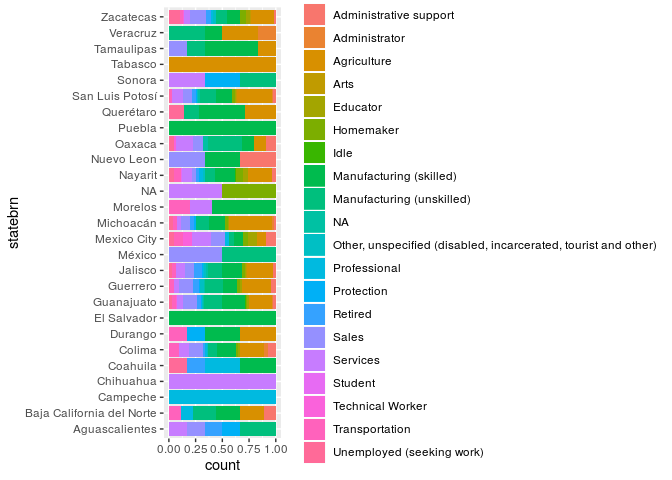 statebrn
Zacatecas
Veracruz
Tamaulipas
Tabasco
Sonora
San Luis Potosí
Querétaro
Puebla
Oaxaca
Nuevo Leon
Nayarit
NA
Morelos
Michoacán
Mexico City
México
Jalisco
Guerrero
Guanajuato
El Salvador
Durango
Colima
Coahuila
Chihuahua
Campeche
Baja California del Norte
Aguascalientes
0.00 0.25 0.50 0.75 1.00
count
Administrative support
Administrator
Agriculture
Arts
Educator
Homemaker
Idle
Manufacturing (skilled)
Manufacturing (unskilled)
NA
Other, unspecified (disabled, incarcerated, tourist and other)
Professional
Protection
Retired
Sales
Services
Student
Technical Worker
Transportation
Unemployed (seeking work)